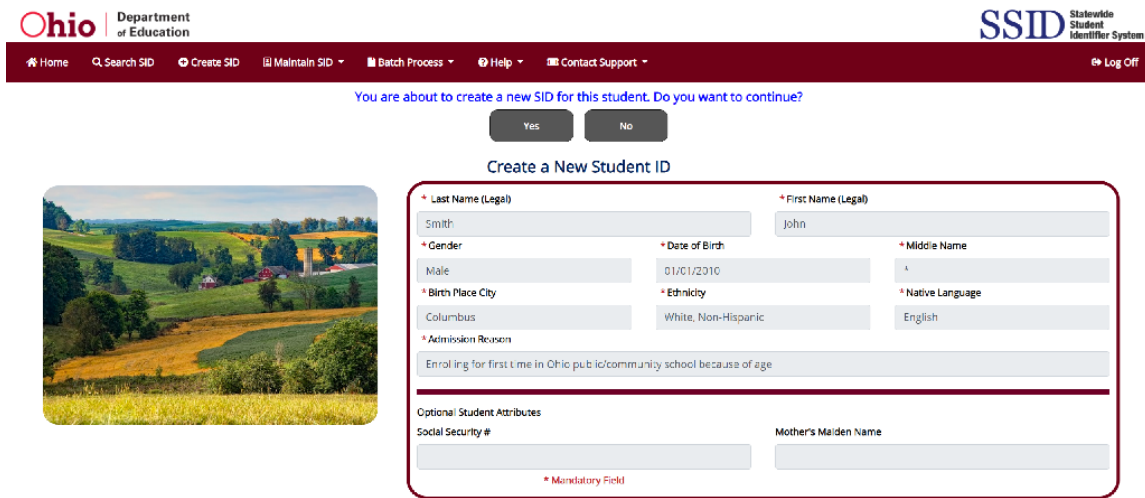 Ohio Department of Education
SSID Statewide Student Identifier System
Home Search SID Create SID Maintain SID Batch Process Help Contact Support Log Off
You are about to create a new SID for this student. Do you want to continue?
Yes No
Create a New Student ID
* Last Name (Legal) * First Name (Legal)
Smith John
* Gender * Date of Birth * Middle Name
Male 01/01/2010 *
* Birth Place City * Ethnicity * Native Language
Columbus White, Non-Hispanic English
* Admission Reason
Enrolling for first time in Ohio public/community school because of age
Optional Student Attributes
Social Security # Mother's Maiden Name
* Mandatory Field